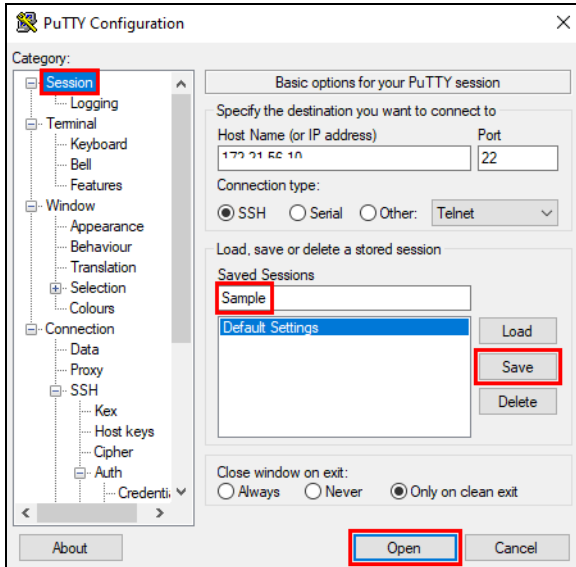 PuTTY Configuration
Category:
Session
Logging
Terminal
Keyboard
Bell
Features
Window
Appearance
Behaviour
Translation
Selection
Colours
Connection
Data
Proxy
SSH
Kex
Host keys
Cipher
Auth
Credenti
Basic options for your PuTTY session
Specify the destination you want to connect to
Host Name (or IP address) Port
22
Connection type:
SSH Serial Other: Telnet
Load, save or delete a stored session
Saved Sessions
Sample
Default Settings
Load
Save
Delete
Close window on exit:
Always Never Only on clean exit
About Open Cancel